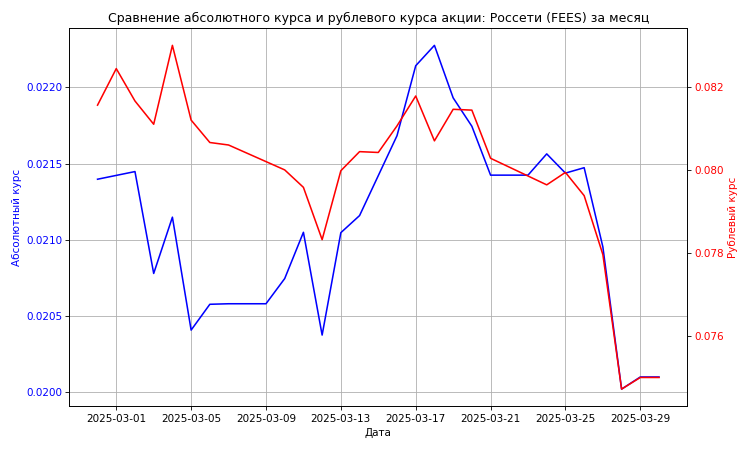 Сравнение абсолютного курса и рублевого курса акции: Россети (FEES) за месяц
Абсолютный курс
0.0220
0.0215
0.0210
0.0205
0.0200
0.082
0.080
0.078
0.076
Рублевый курс
2025-03-01 2025-03-05 2025-03-09 2025-03-13 2025-03-17 2025-03-21 2025-03-25 2025-03-29
Дата